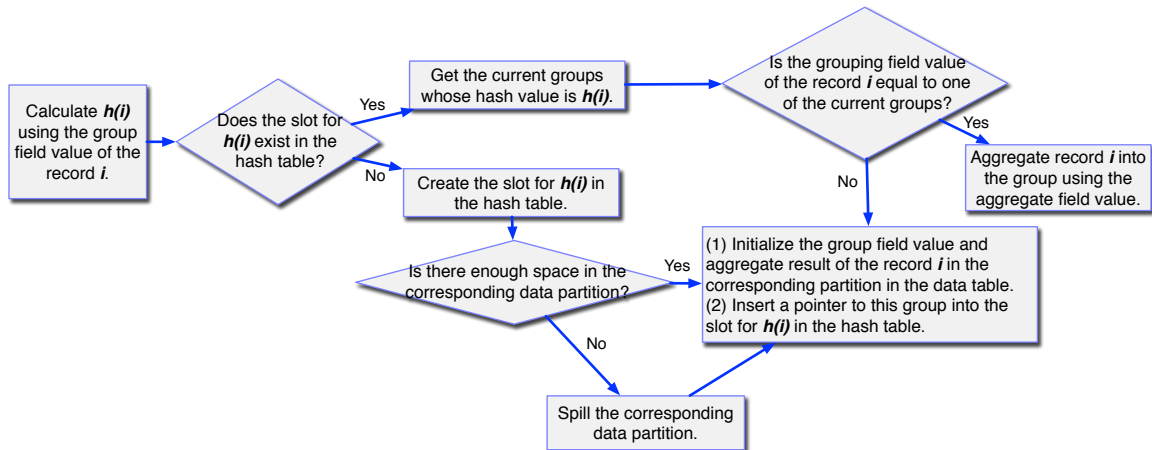 Calculate h(i)
using the group
field value of the
record i.
Does the slot for
h(i) exist in the
hash table?
Yes
Get the current groups
whose hash value is h(i).
Is the grouping field value
of the record i equal to one
of the current groups?
Yes
Aggregate record i into
the group using the
aggregate field value.
No
No
Create the slot for h(i) in
the hash table.
Is there enough space in the
corresponding data partition?
Yes
(1) Initialize the group field value and
aggregate result of the record i in the
corresponding partition in the data table.
(2) Insert a pointer to this group into the
slot for h(i) in the hash table.
No
Spill the corresponding
data partition.